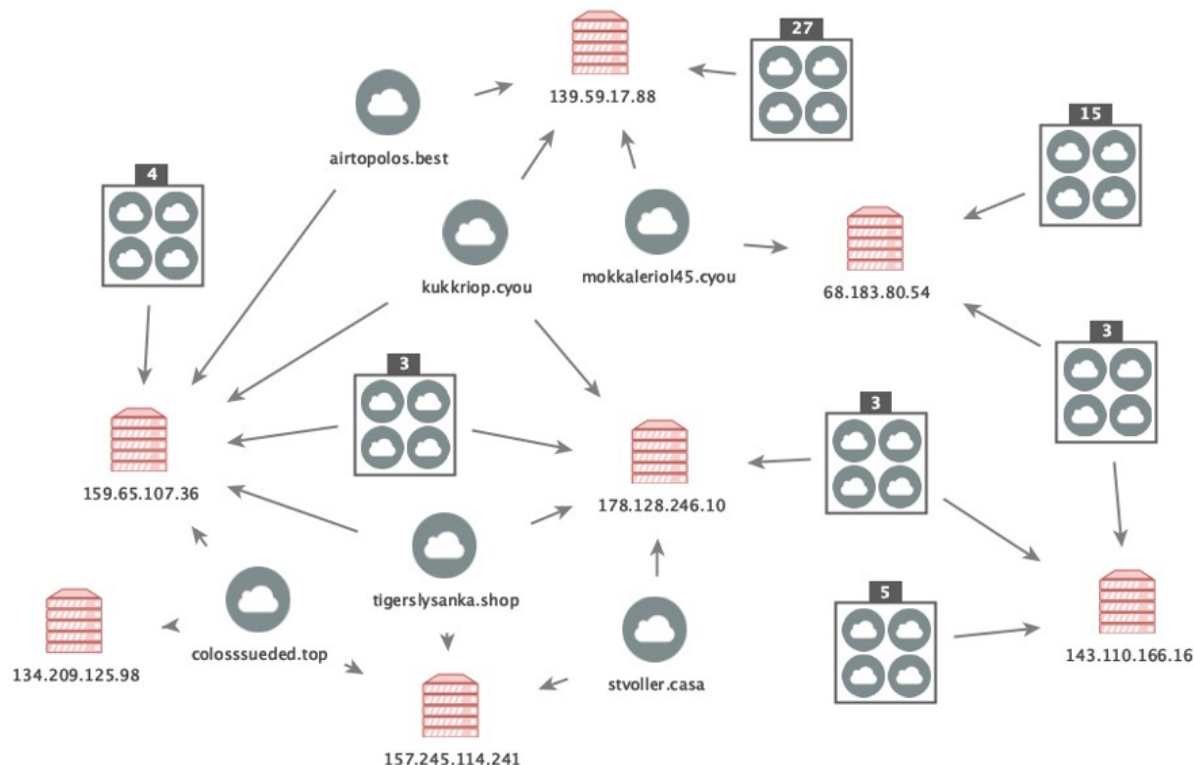 27
139.59.17.88
15
airtopolos.best
4
kukkriop.cyou
mokkaleriol45.cyou
68.183.80.54
3
3
3
159.65.107.36
178.128.246.10
5
tigerslysanka.shop
colosssueded.top
134.209.125.98
stvoller.casa
143.110.166.16
157.245.114.241